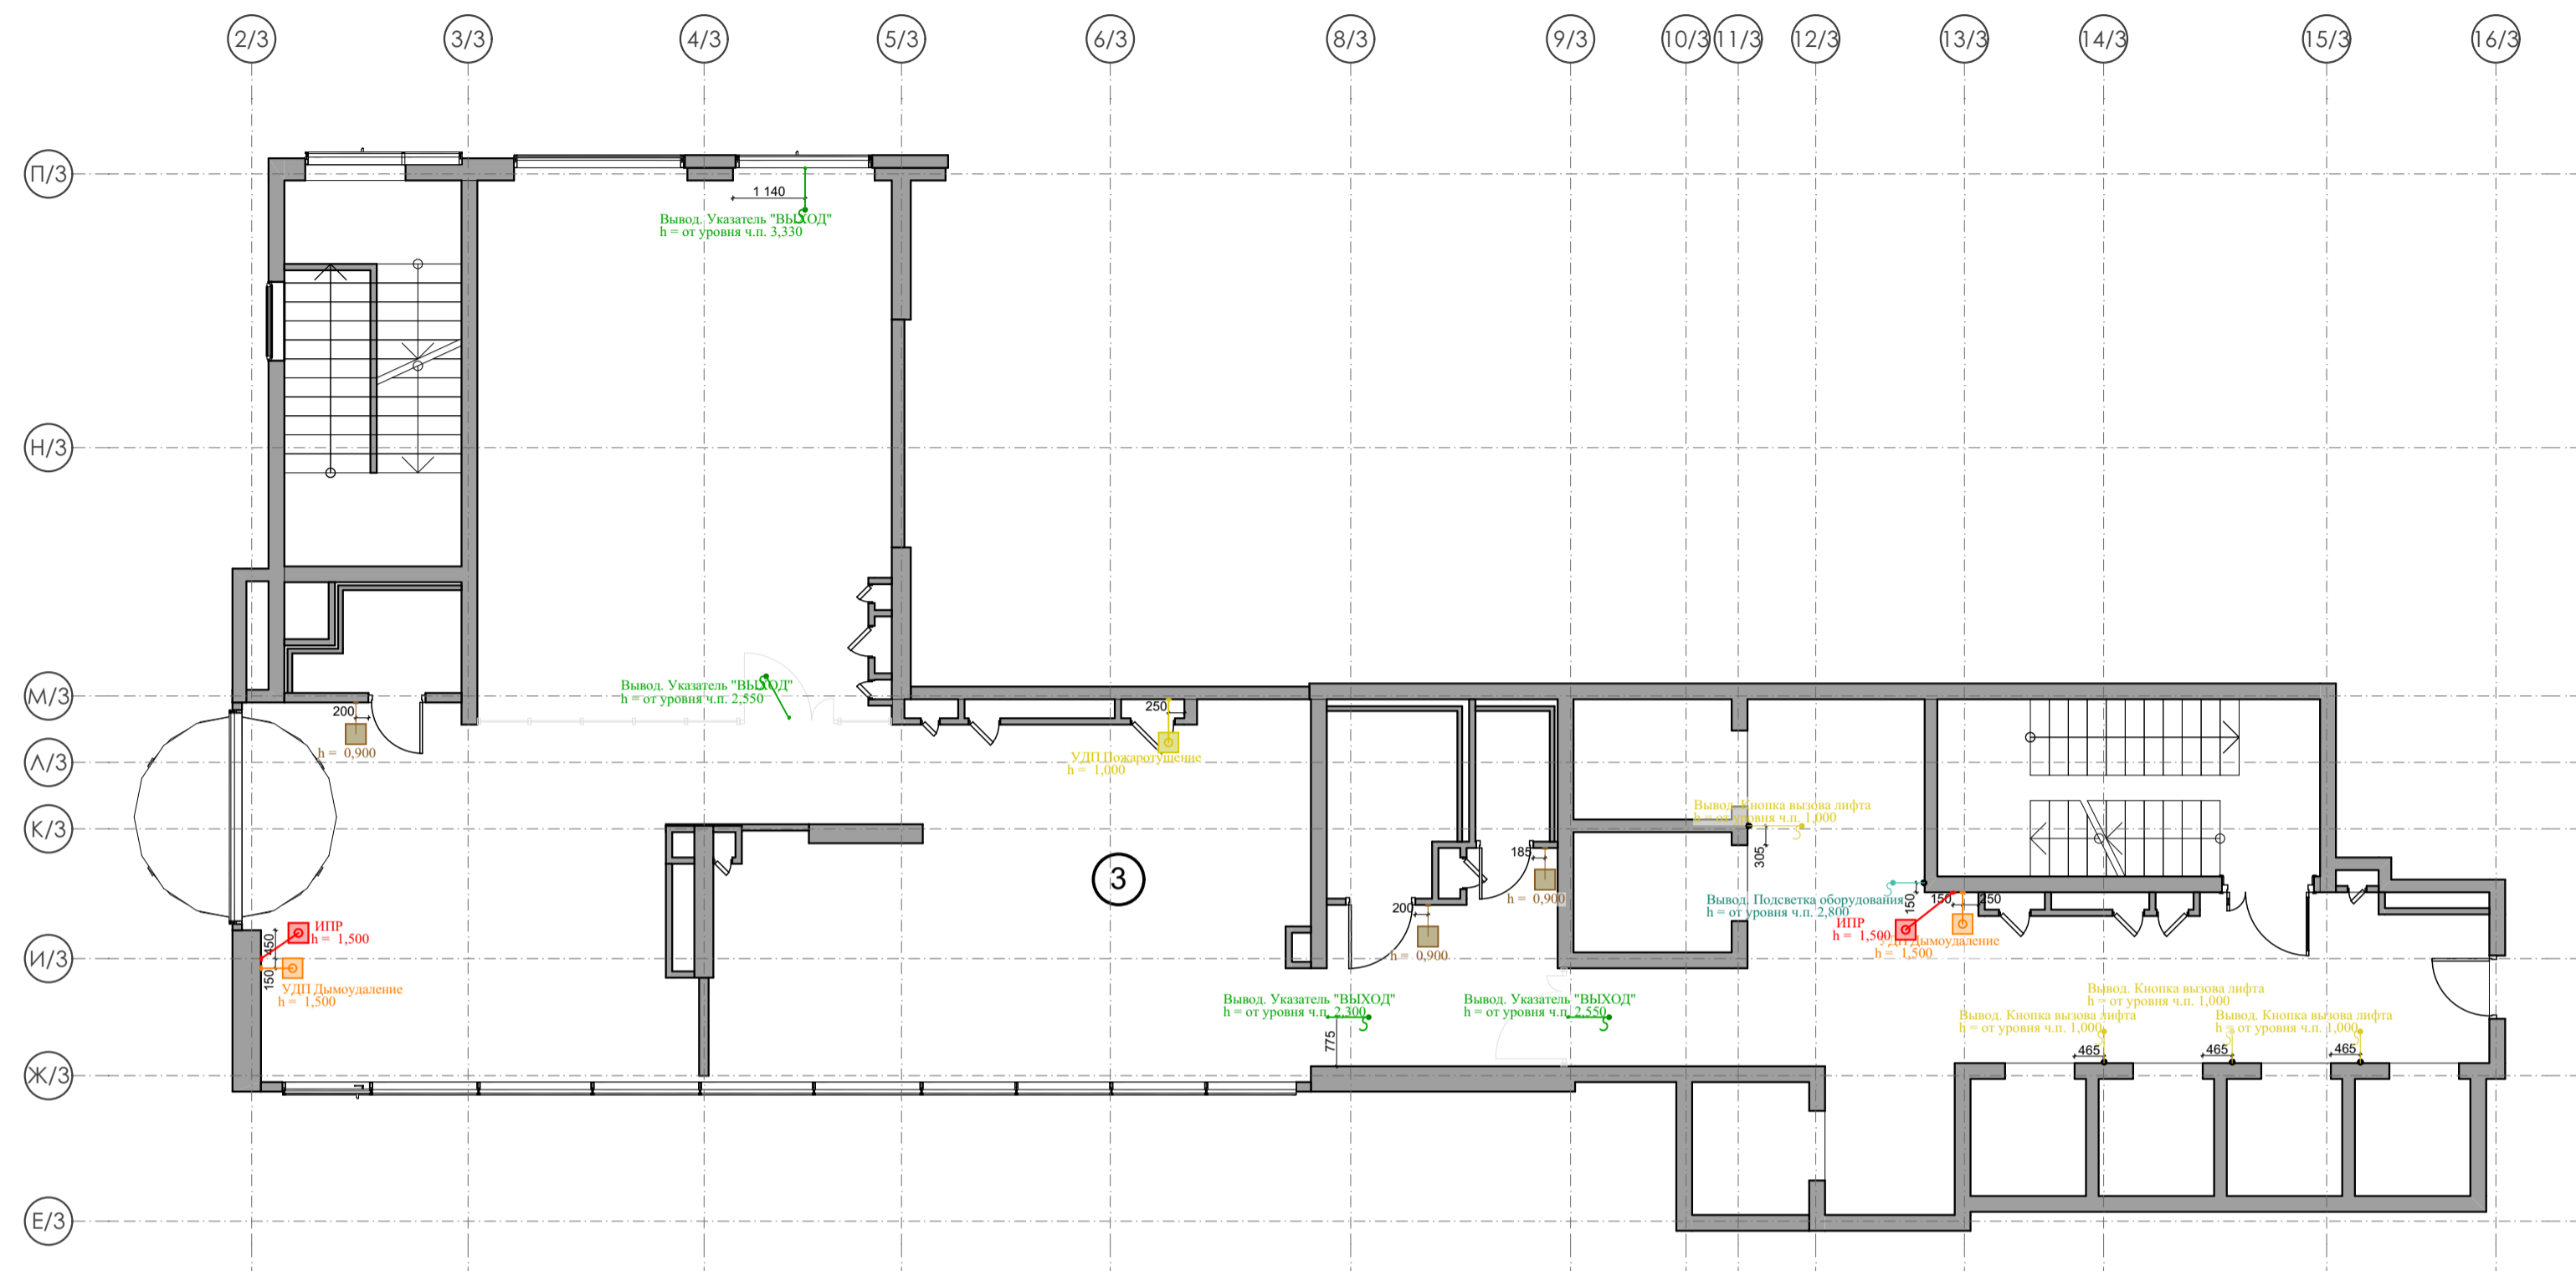 2/3 3/3 4/3 5/3 6/3 8/3 9/3 10/3 11/3 12/3 13/3 14/3 15/3 16/3
П/3
1 140
Вывод. Указатель "ВЫХОД"
h = от уровня ч.п. 3,330
Н/3
М/3
Вывод. Указатель "ВЫХОД"
h = от уровня ч.п. 2,550
200
h = 0,900
250
УДП Пожаротушение
h = 1,000
Л/3
К/3
Вывод. Кнопка вызова лифта
h = от уровня ч.п. 1,000
305
185
h = 0,900
3
200
h = 0,900
Вывод. Подсветка оборудования
h = от уровня ч.п. 2,800
150
150
250
ИПР
h = 1,500
УДП Дымоудаление
h = 1,500
ИПР
h = 1,500
450
150
И/3
УДП Дымоудаление
h = 1,500
Вывод. Указатель "ВЫХОД"
h = от уровня ч.п. 2,300
775
Вывод. Указатель "ВЫХОД"
h = от уровня ч.п. 2,550
Вывод. Кнопка вызова лифта
h = от уровня ч.п. 1,000
Вывод. Кнопка вызова лифта
h = от уровня ч.п. 1,000
Вывод. Кнопка вызова лифта
h = от уровня ч.п. 1,000
465
465
465
Ж/3
Е/3